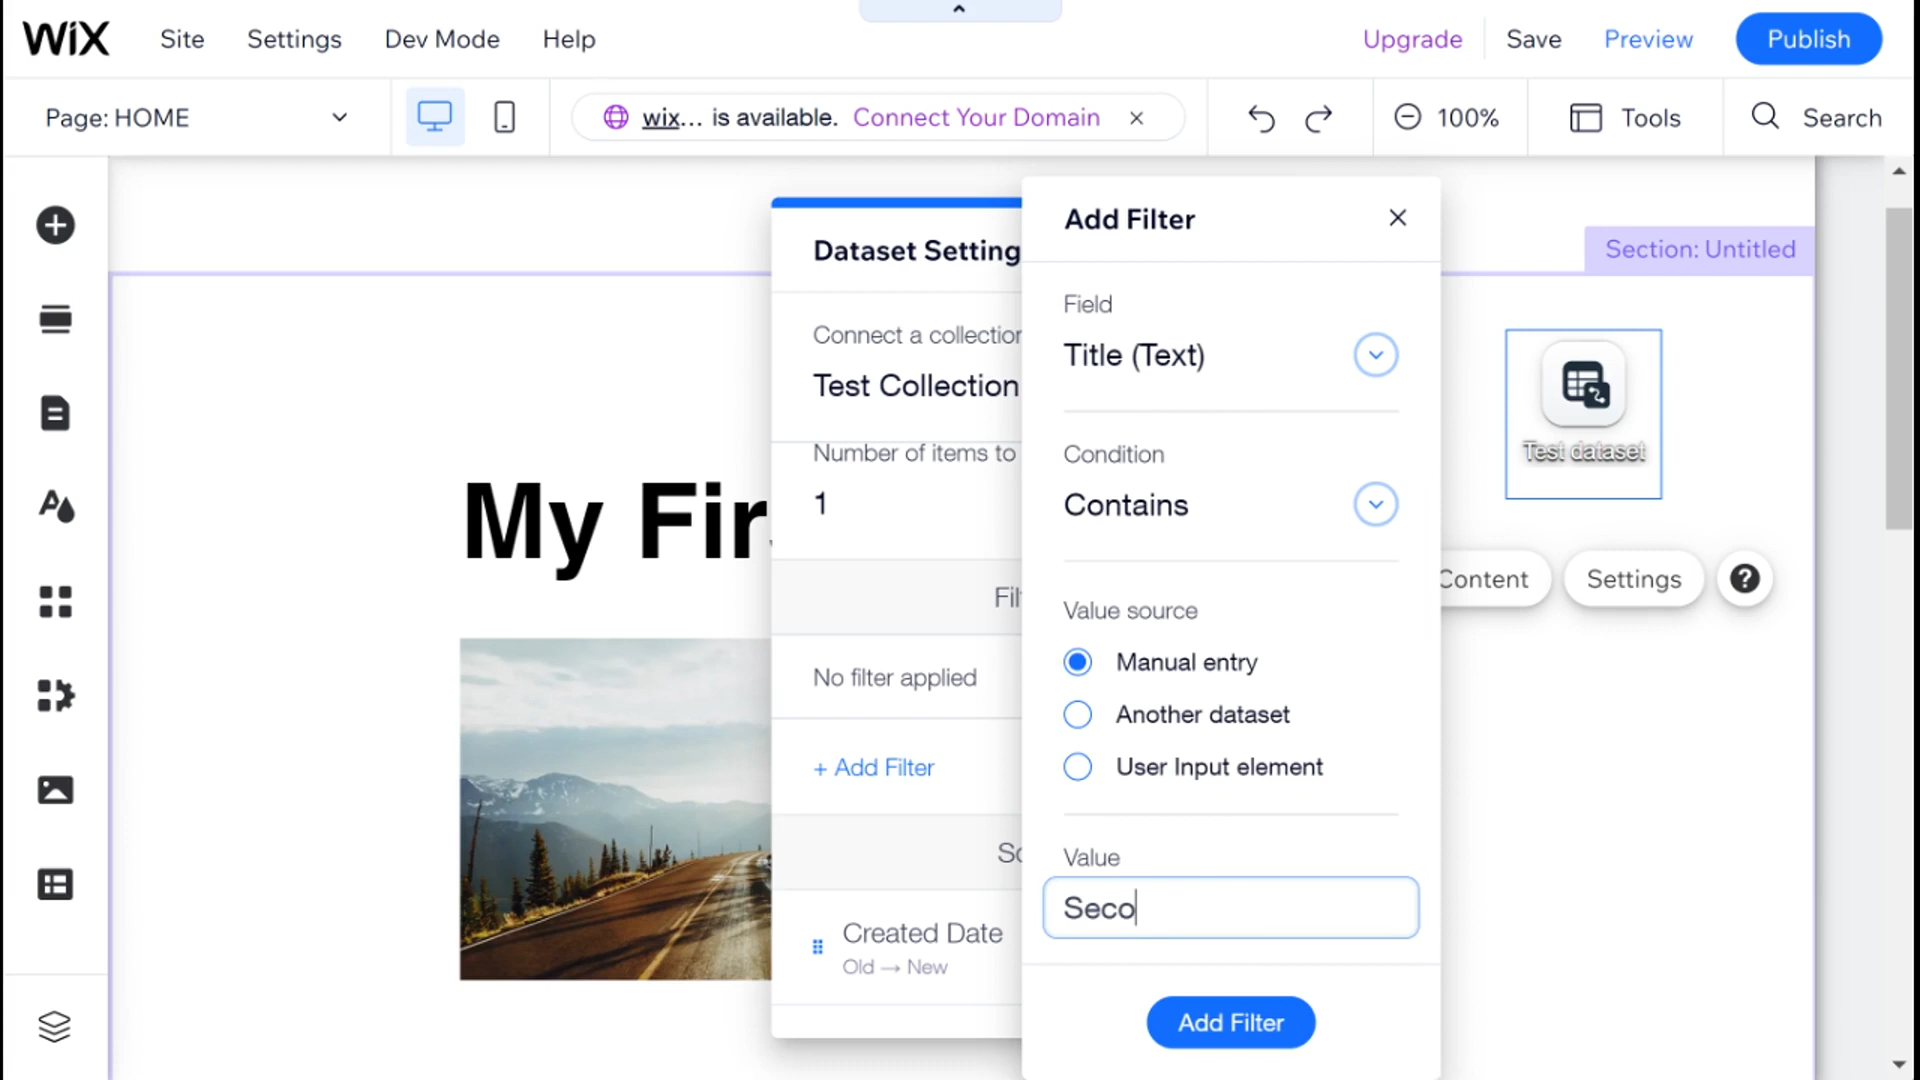 WiX Site Settings Dev Mode Help Upgrade Save Preview Publish
Page: HOME wix... is available. Connect Your Domain 100% Tools Search
Section: Untitled
Test dataset
Content Settings ?
My Fir
Dataset Setting
Connect a collection
Test Collection
Number of items to
1
Fil
No filter applied
+ Add Filter
So
Created Date
Old → New
Add Filter
Field
Title (Text)
Condition
Contains
Value source
Manual entry
Another dataset
User Input element
Value
Seco
Add Filter